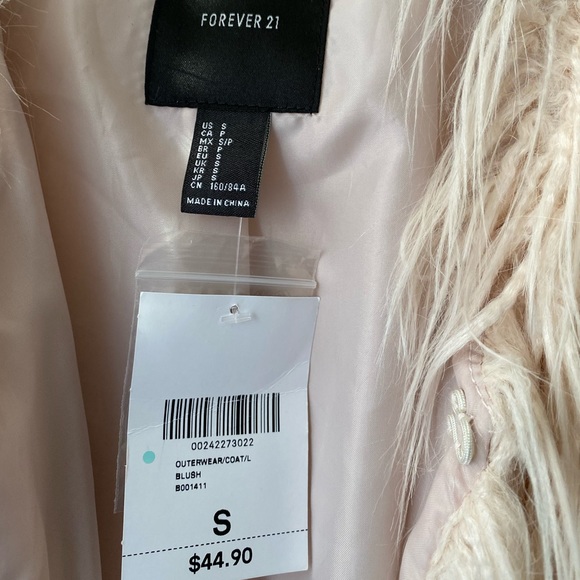 FOREVER 21
US S
CA P
MX S/P
BR P
EU S
UK S
KR S
JP S
CN 160/84A
MADE IN CHINA
00242273022
OUTERWEAR/COAT/L
BLUSH
B001411
S
$44.90